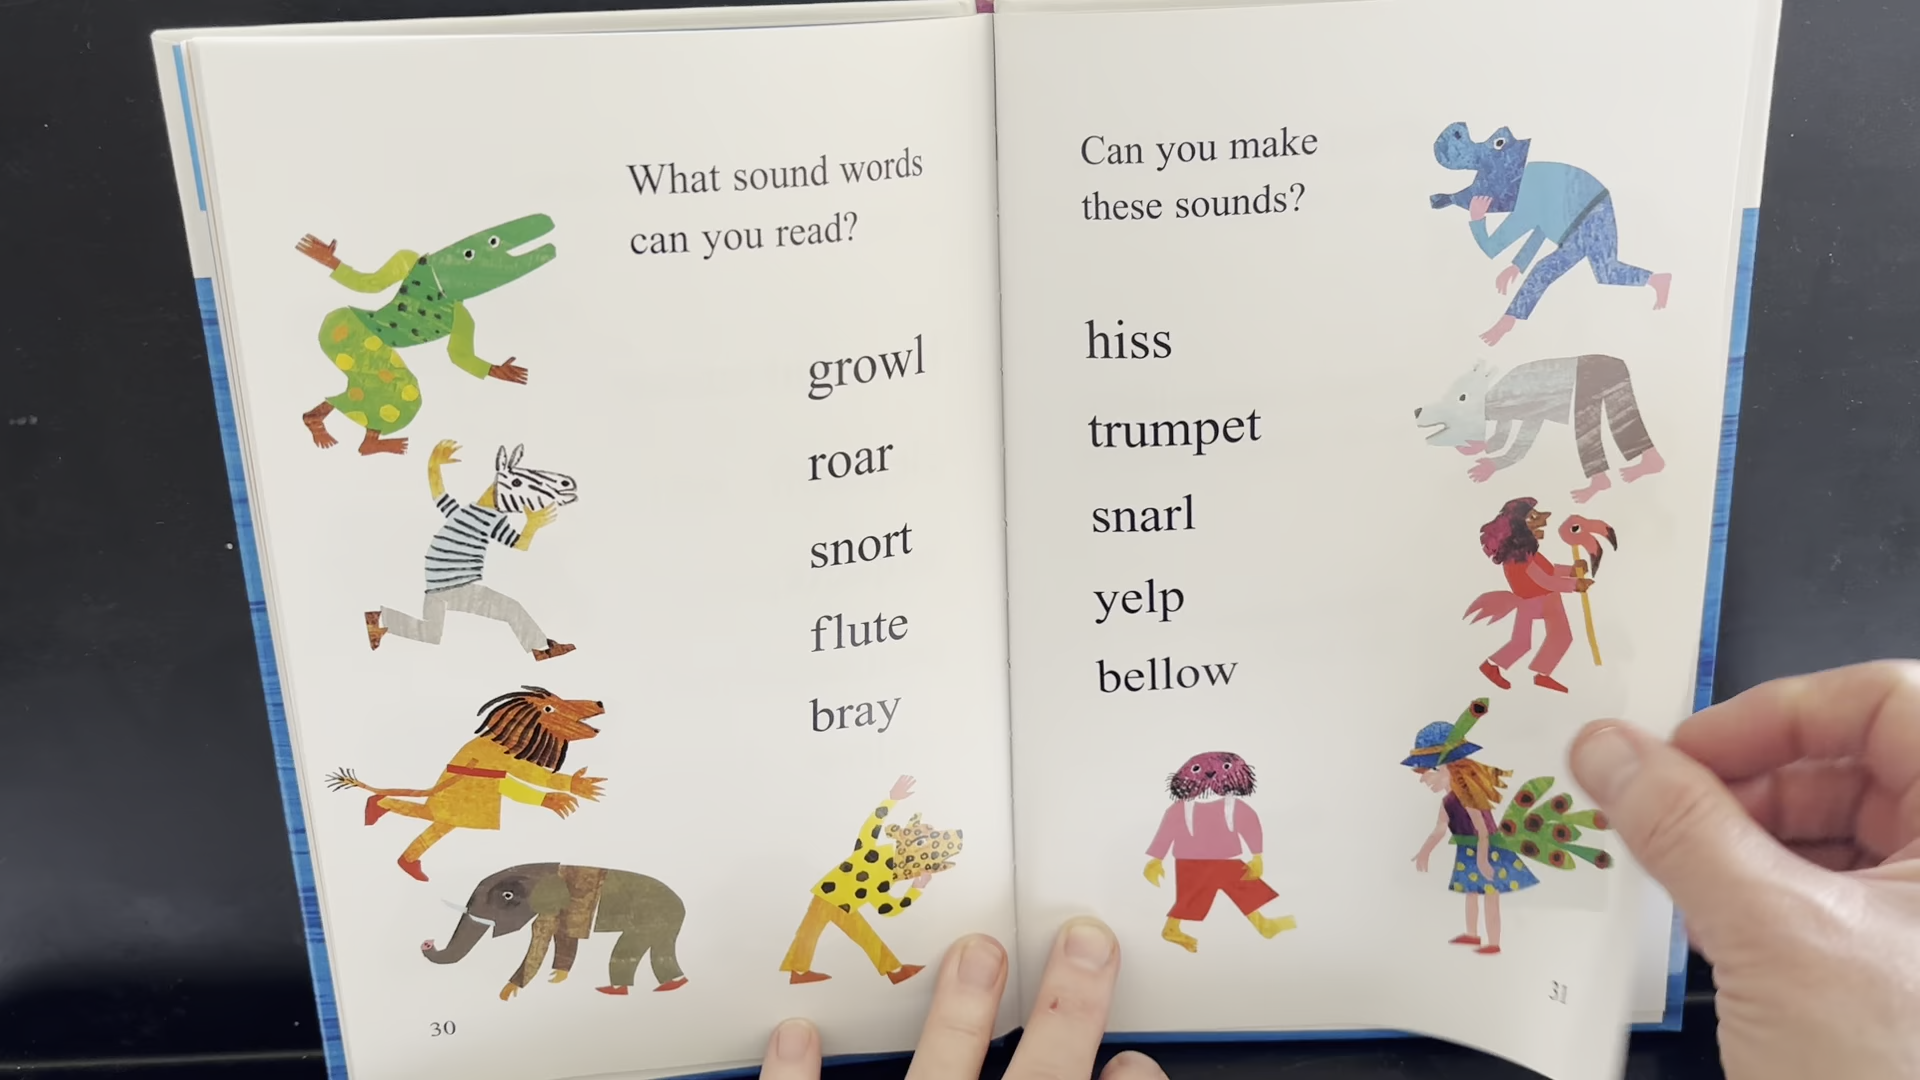 What sound words
can you read?
growl
roar
snort
flute
bray
30
Can you make
these sounds?
hiss
trumpet
snarl
yelp
bellow